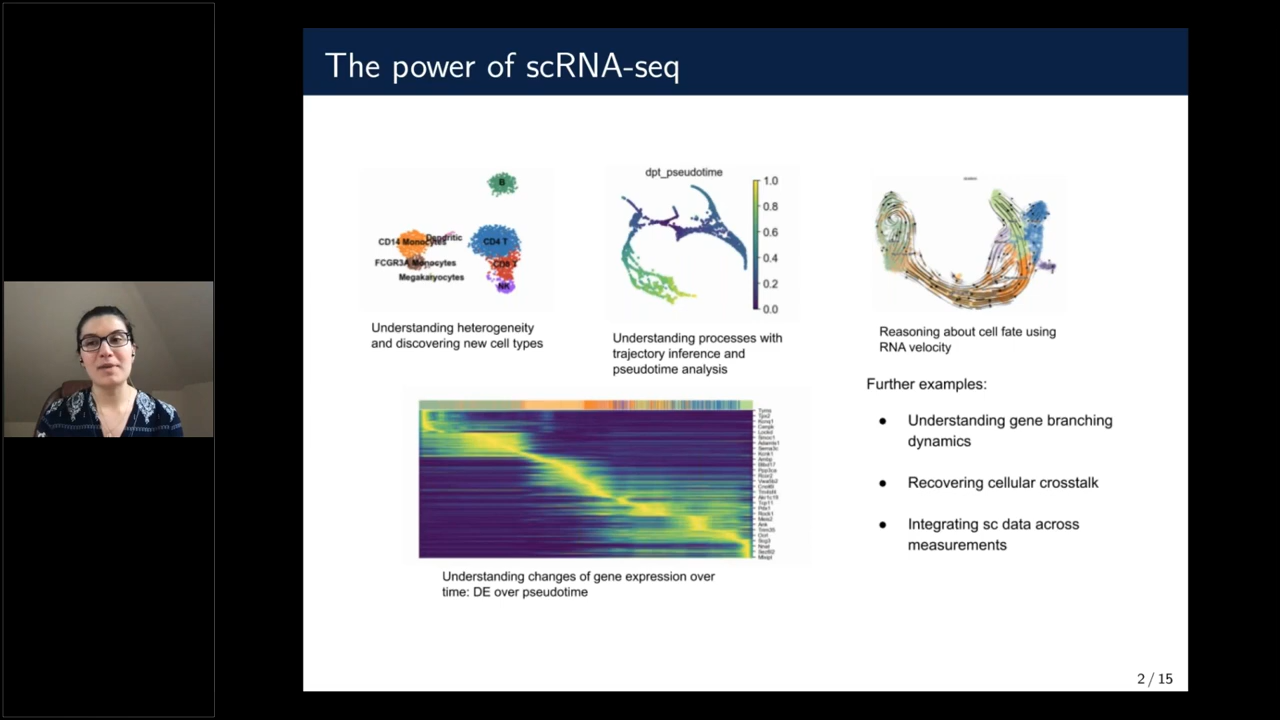 The power of scRNA-seq
B
CD14 Monocytes
Dendritic
CD4 T
FCGR3A Monocytes
CD8 T
Megakaryocytes
NK
Understanding heterogeneity
and discovering new cell types
dpt_pseudotime
1.0
0.8
0.6
0.4
0.2
0.0
Understanding processes with
trajectory inference and
pseudotime analysis
Reasoning about cell fate using
RNA velocity
Further examples:
● Understanding gene branching
dynamics
● Recovering cellular crosstalk
● Integrating sc data across
measurements
Understanding changes of gene expression over
time: DE over pseudotime
2 / 15